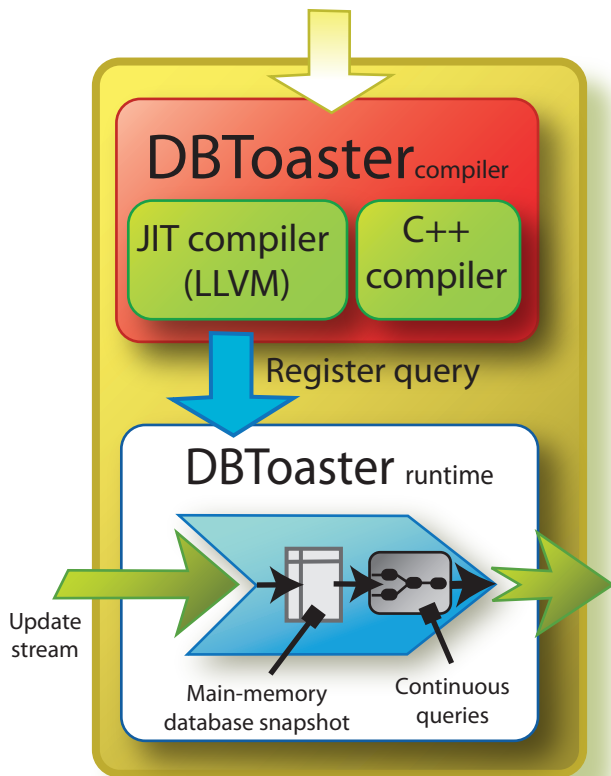 DBToaster compiler
JIT compiler
(LLVM)
C++
compiler
Register query
DBToaster runtime
Update
stream
Main-memory
database snapshot
Continuous
queries